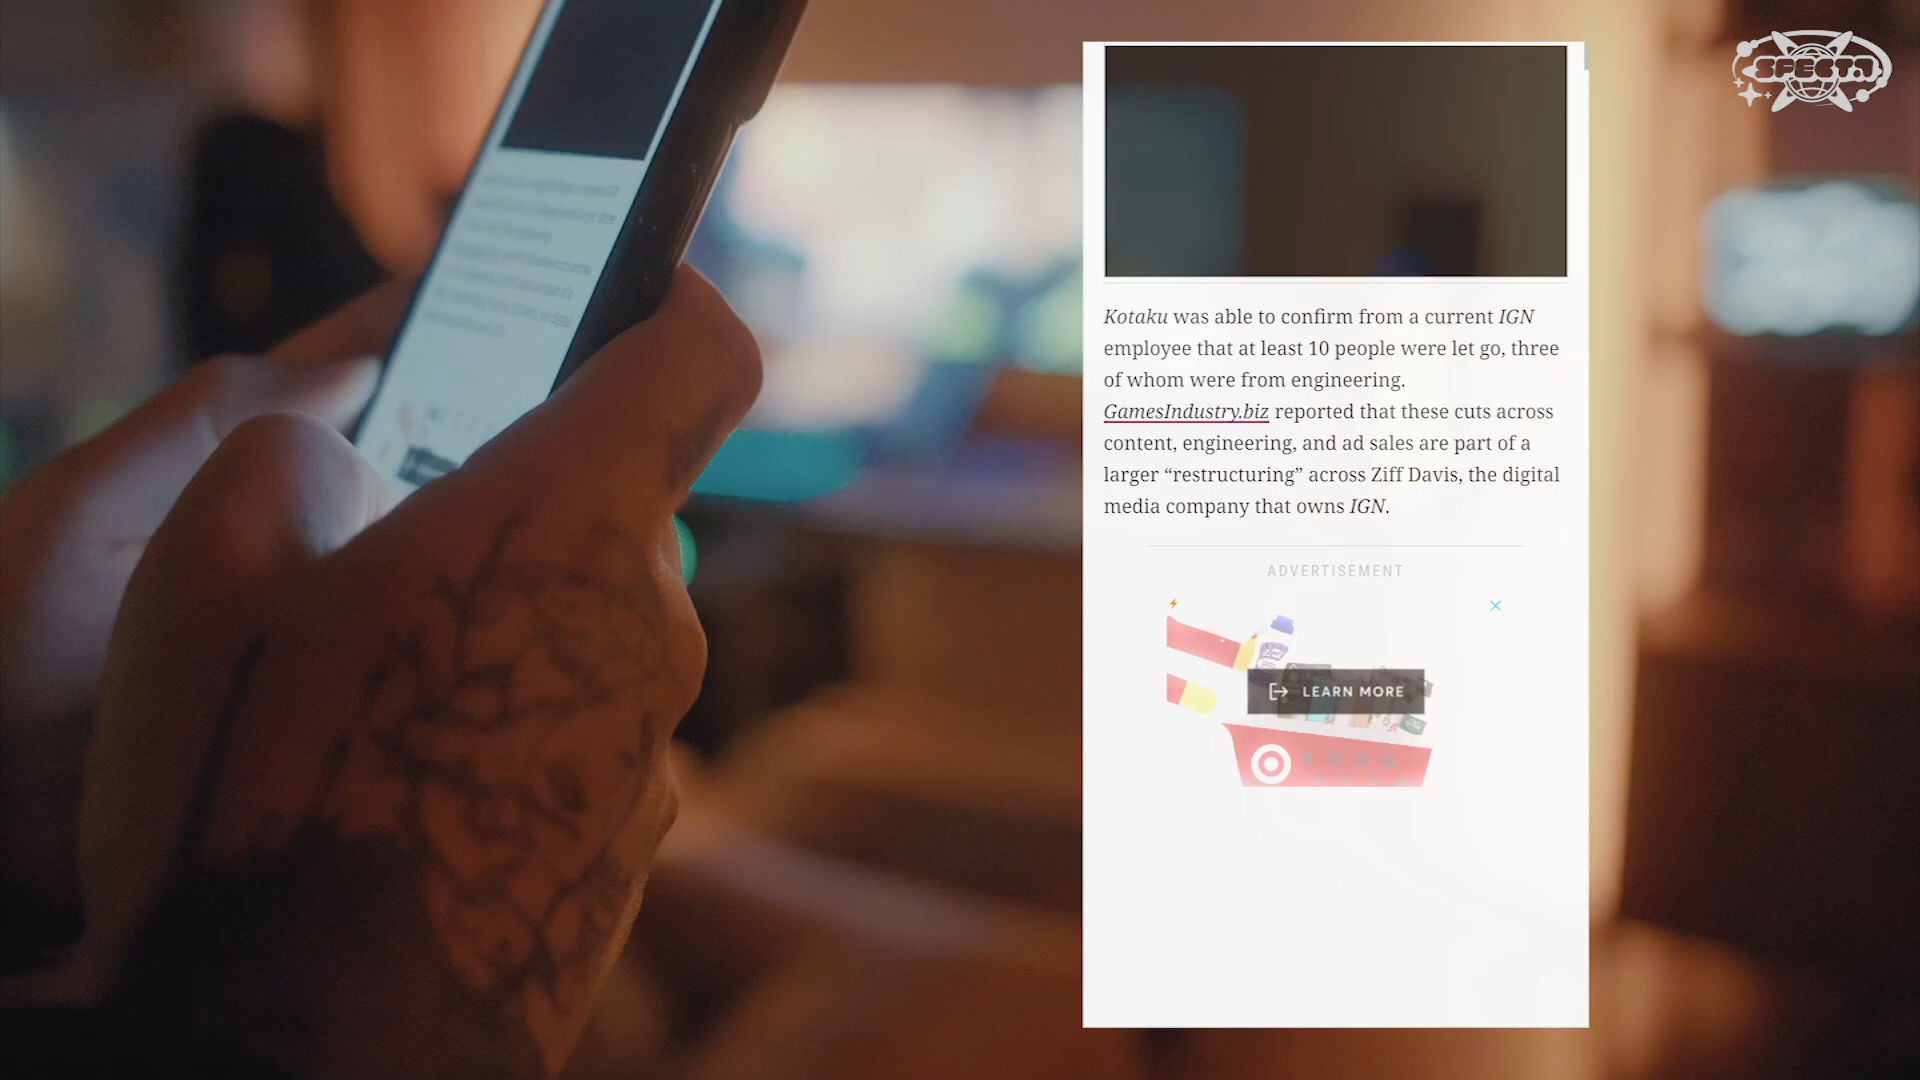 SPECTJ
Kotaku was able to confirm from a current IGN
employee that at least 10 people were let go, three
of whom were from engineering.
GamesIndustry.biz reported that these cuts across
content, engineering, and ad sales are part of a
larger “restructuring” across Ziff Davis, the digital
media company that owns IGN.
ADVERTISEMENT
LEARN MORE